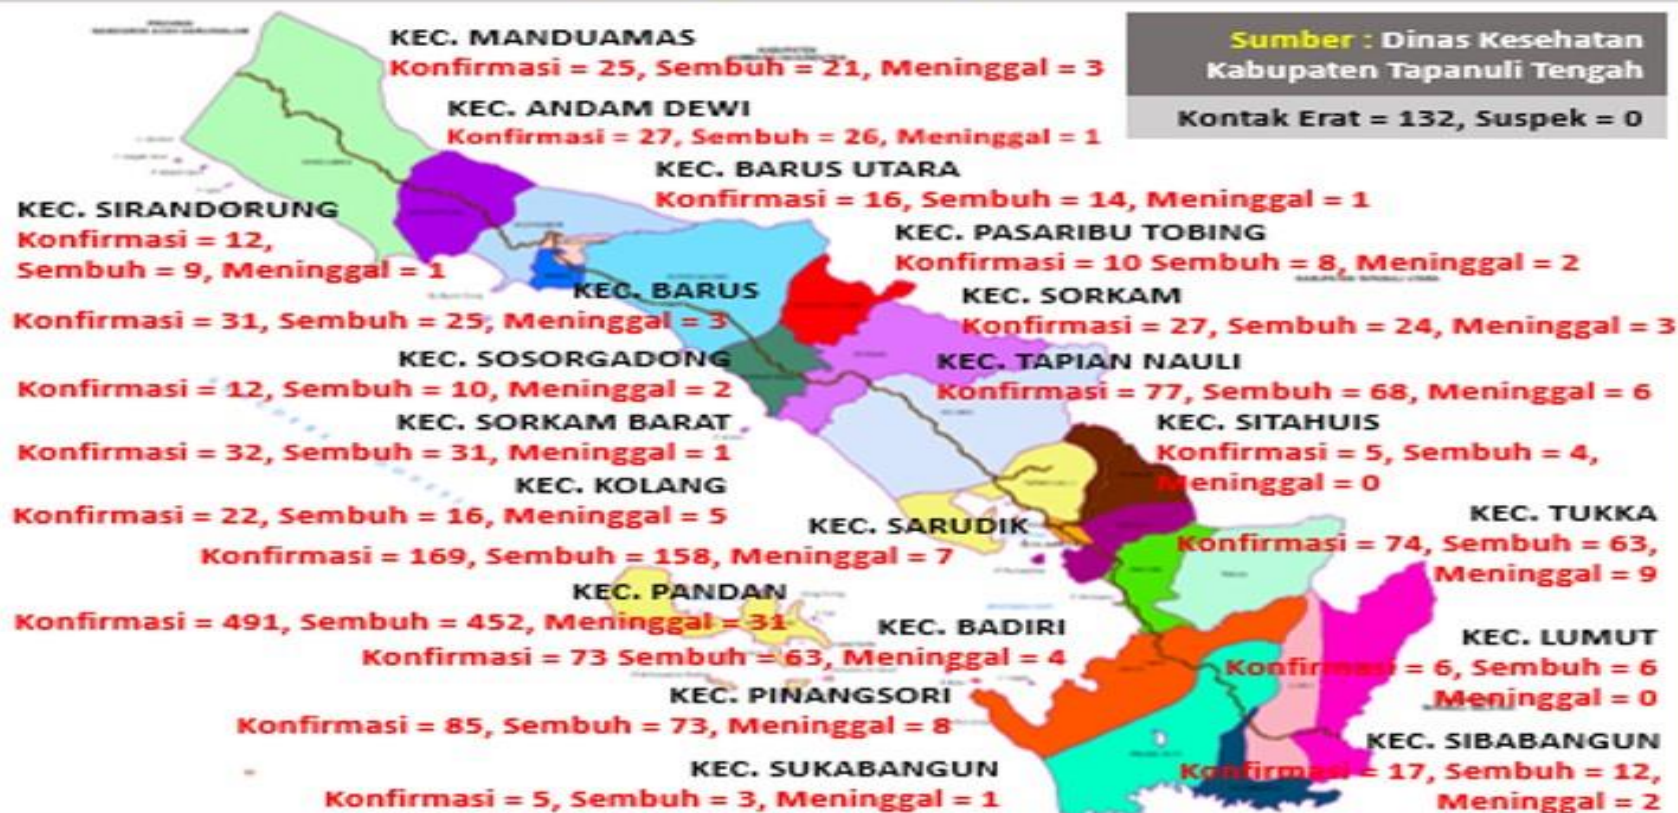 KEC. MANDUAMAS
Konfirmasi = 25, Sembuh = 21, Meninggal = 3
Sumber : Dinas Kesehatan
Kabupaten Tapanuli Tengah
Kontak Erat = 132, Suspek = 0
KEC. ANDAM DEWI
Konfirmasi = 27, Sembuh = 26, Meninggal = 1
KEC. BARUS UTARA
Konfirmasi = 16, Sembuh = 14, Meninggal = 1
KEC. SIRANDORUNG
Konfirmasi = 12,
Sembuh = 9, Meninggal = 1
KEC. PASARIBU TOBING
Konfirmasi = 10 Sembuh = 8, Meninggal = 2
KEC. BARUS
Konfirmasi = 31, Sembuh = 25, Meninggal = 3
KEC. SORKAM
Konfirmasi = 27, Sembuh = 24, Meninggal = 3
KEC. SOSORGADONG
Konfirmasi = 12, Sembuh = 10, Meninggal = 2
KEC. TAPIAN NAULI
Konfirmasi = 77, Sembuh = 68, Meninggal = 6
KEC. SORKAM BARAT
Konfirmasi = 32, Sembuh = 31, Meninggal = 1
KEC. SITAHUIS
Konfirmasi = 5, Sembuh = 4,
Meninggal = 0
KEC. KOLANG
Konfirmasi = 22, Sembuh = 16, Meninggal = 5
KEC. SARUDIK
Konfirmasi = 169, Sembuh = 158, Meninggal = 7
KEC. TUKKA
Konfirmasi = 74, Sembuh = 63,
Meninggal = 9
KEC. PANDAN
Konfirmasi = 491, Sembuh = 452, Meninggal = 31
KEC. BADIRI
Konfirmasi = 73 Sembuh = 63, Meninggal = 4
KEC. LUMUT
Konfirmasi = 6, Sembuh = 6
Meninggal = 0
KEC. PINANGSORI
Konfirmasi = 85, Sembuh = 73, Meninggal = 8
KEC. SIBABANGUN
Konfirmasi = 17, Sembuh = 12,
Meninggal = 2
KEC. SUKABANGUN
Konfirmasi = 5, Sembuh = 3, Meninggal = 1